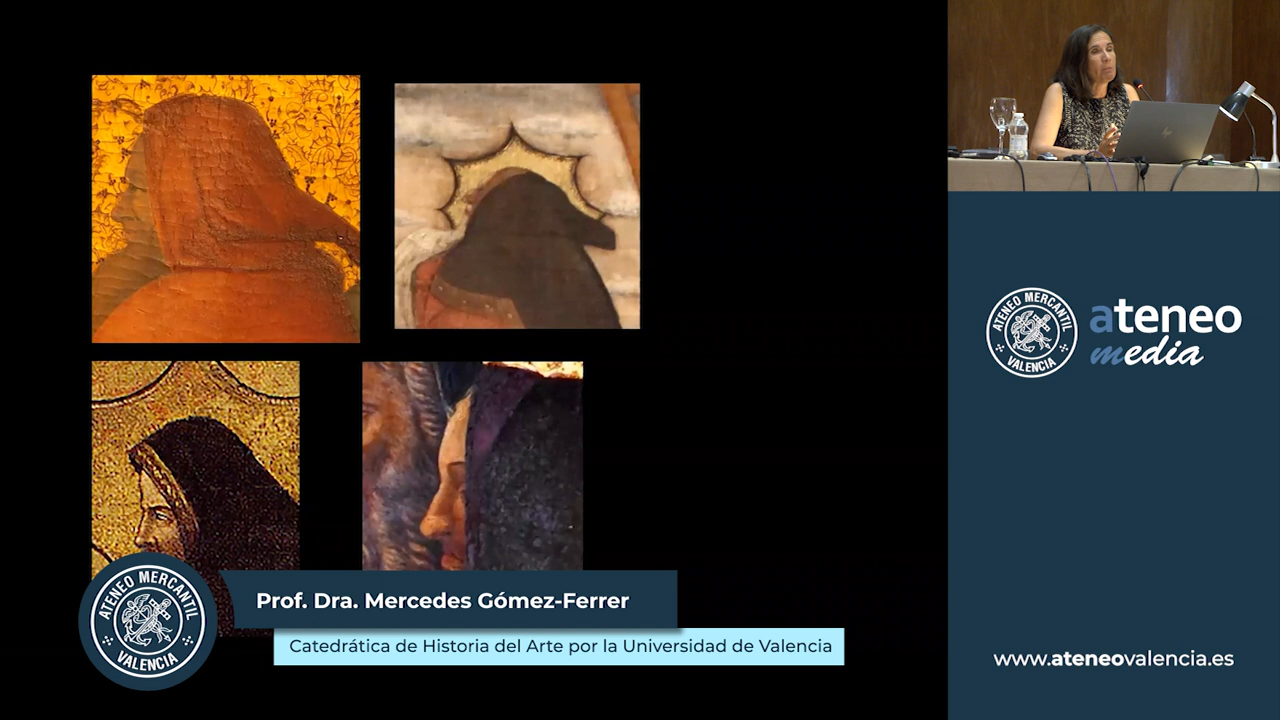 ATENEO MERCANTIL
VALENCIA
ateneo
media
ATENEO MERCANTIL
VALENCIA
Prof. Dra. Mercedes Gómez-Ferrer
Catedrática de Historia del Arte por la Universidad de Valencia
www.ateneovalencia.es